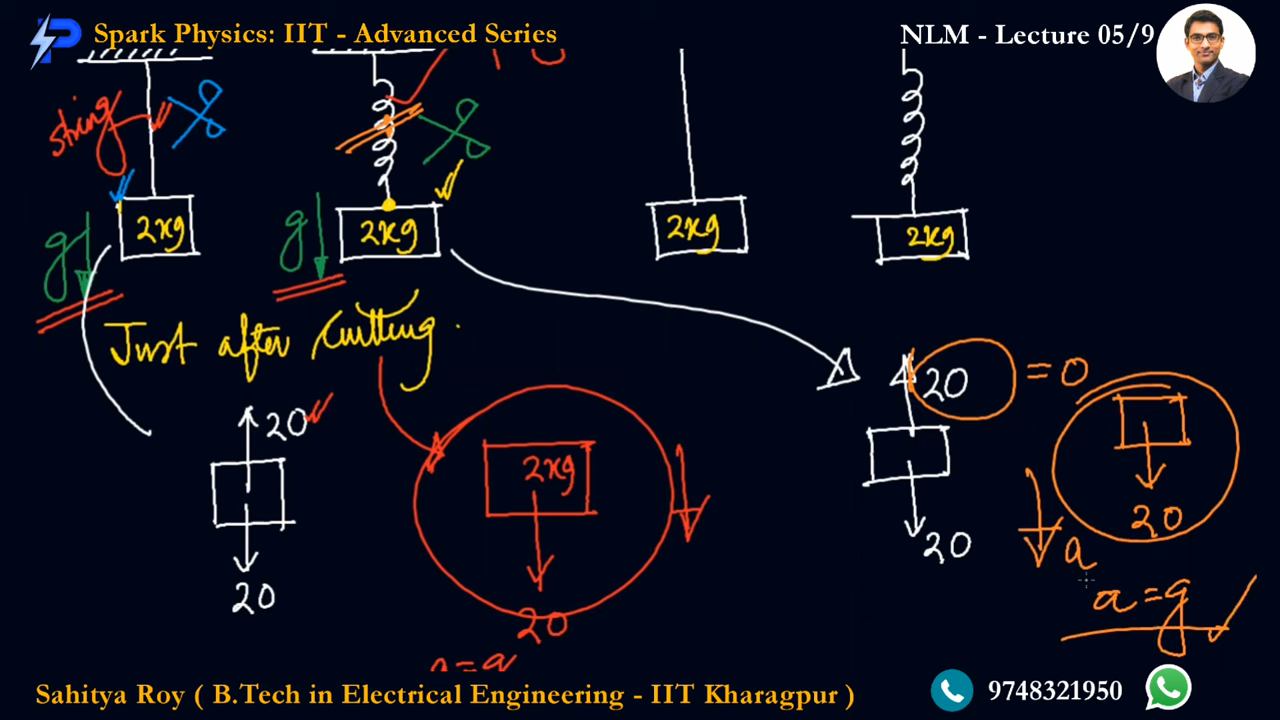 Spark Physics: IIT - Advanced Series
NLM - Lecture 05/9
string
2kg
2kg
2kg
2kg
g
g
Just after cutting.
20
20
2kg
20
20
= 0
20
20
a
a = g
Sahitya Roy ( B.Tech in Electrical Engineering - IIT Kharagpur )
9748321950